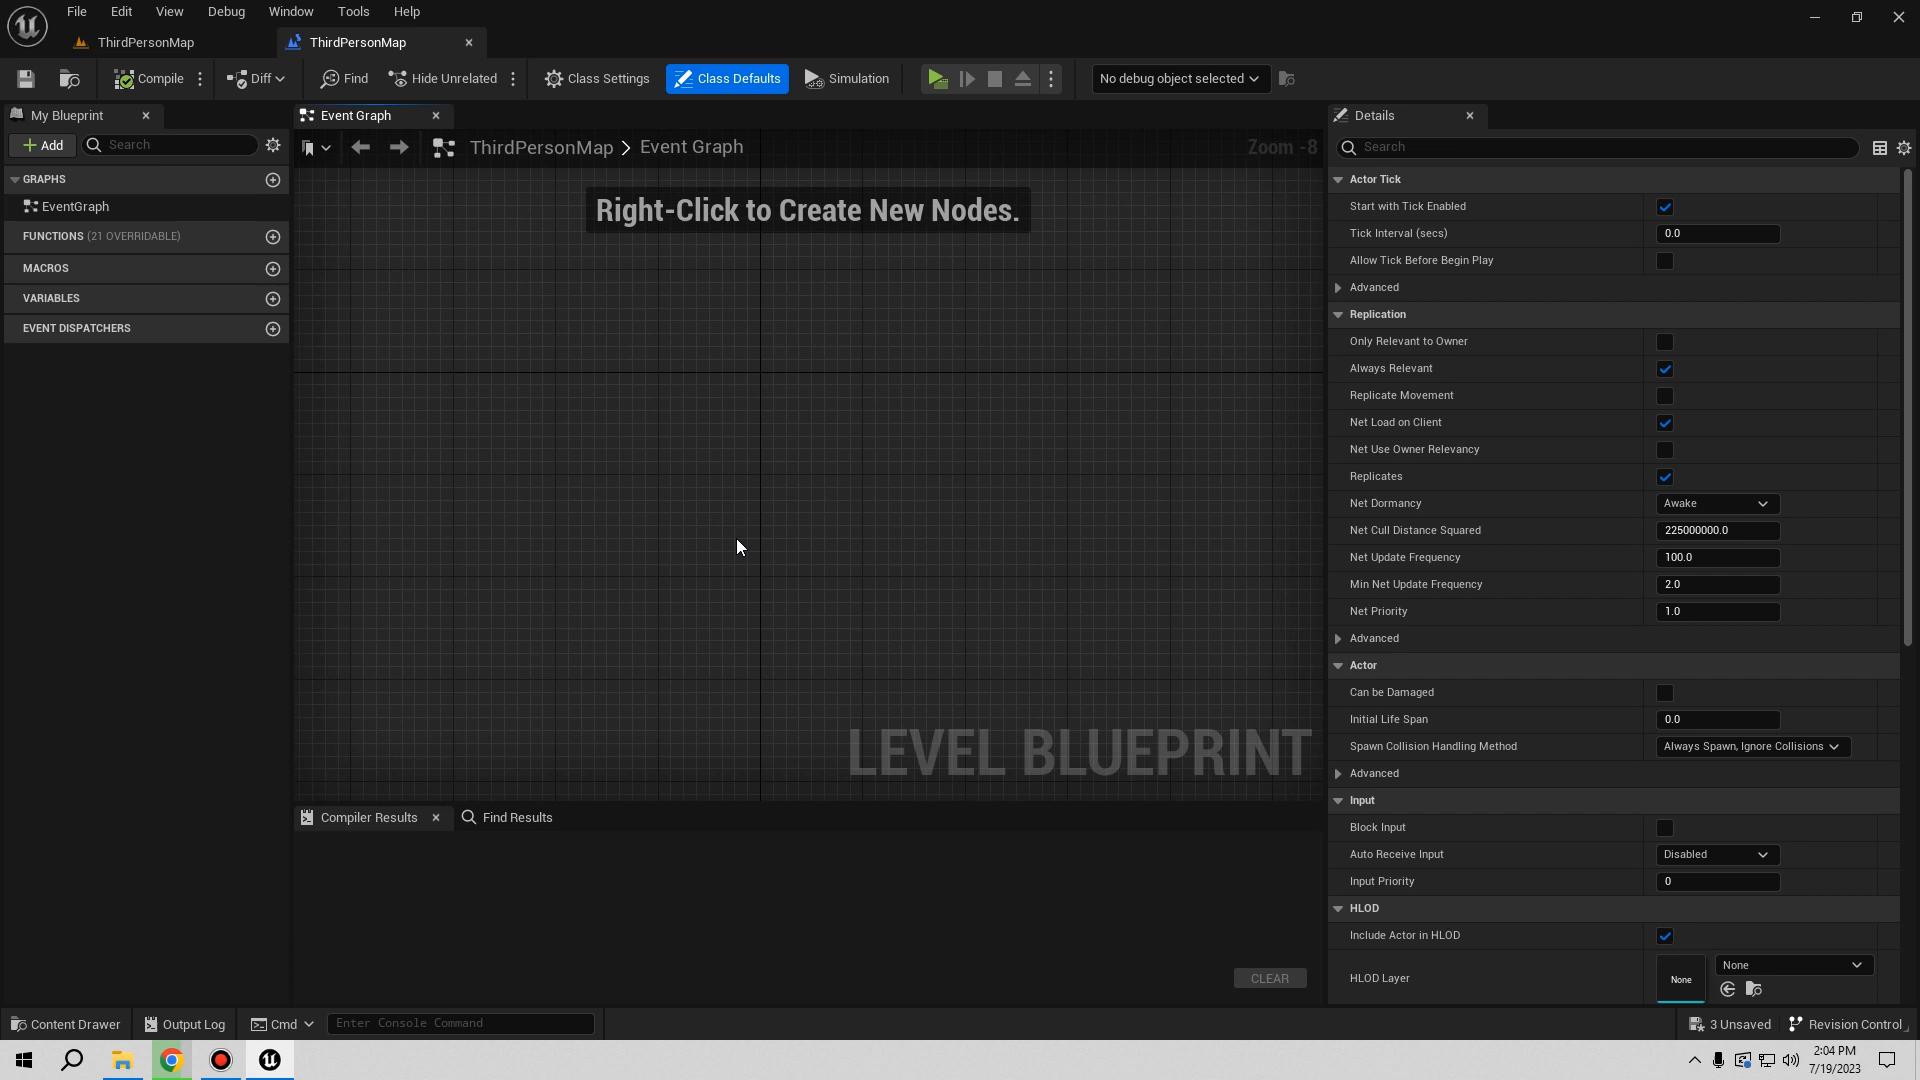 File Edit View Debug Window Tools Help
ThirdPersonMap
ThirdPersonMap
Compile
Diff
Find
Hide Unrelated
Class Settings
Class Defaults
Simulation
No debug object selected
My Blueprint
Add
Search
GRAPHS
EventGraph
FUNCTIONS (21 OVERRIDABLE)
MACROS
VARIABLES
EVENT DISPATCHERS
Event Graph
ThirdPersonMap > Event Graph
Zoom -8
Right-Click to Create New Nodes.
LEVEL BLUEPRINT
Compiler Results
Find Results
CLEAR
Details
Search
Actor Tick
Start with Tick Enabled
Tick Interval (secs) 0.0
Allow Tick Before Begin Play
Advanced
Replication
Only Relevant to Owner
Always Relevant
Replicate Movement
Net Load on Client
Net Use Owner Relevancy
Replicates
Net Dormancy Awake
Net Cull Distance Squared 225000000.0
Net Update Frequency 100.0
Min Net Update Frequency 2.0
Net Priority 1.0
Advanced
Actor
Can be Damaged
Initial Life Span 0.0
Spawn Collision Handling Method Always Spawn, Ignore Collisions
Advanced
Input
Block Input
Auto Receive Input Disabled
Input Priority 0
HLOD
Include Actor in HLOD
HLOD Layer None None
Content Drawer
Output Log
Cmd
Enter Console Command
3 Unsaved
Revision Control
2:04 PM
7/19/2023